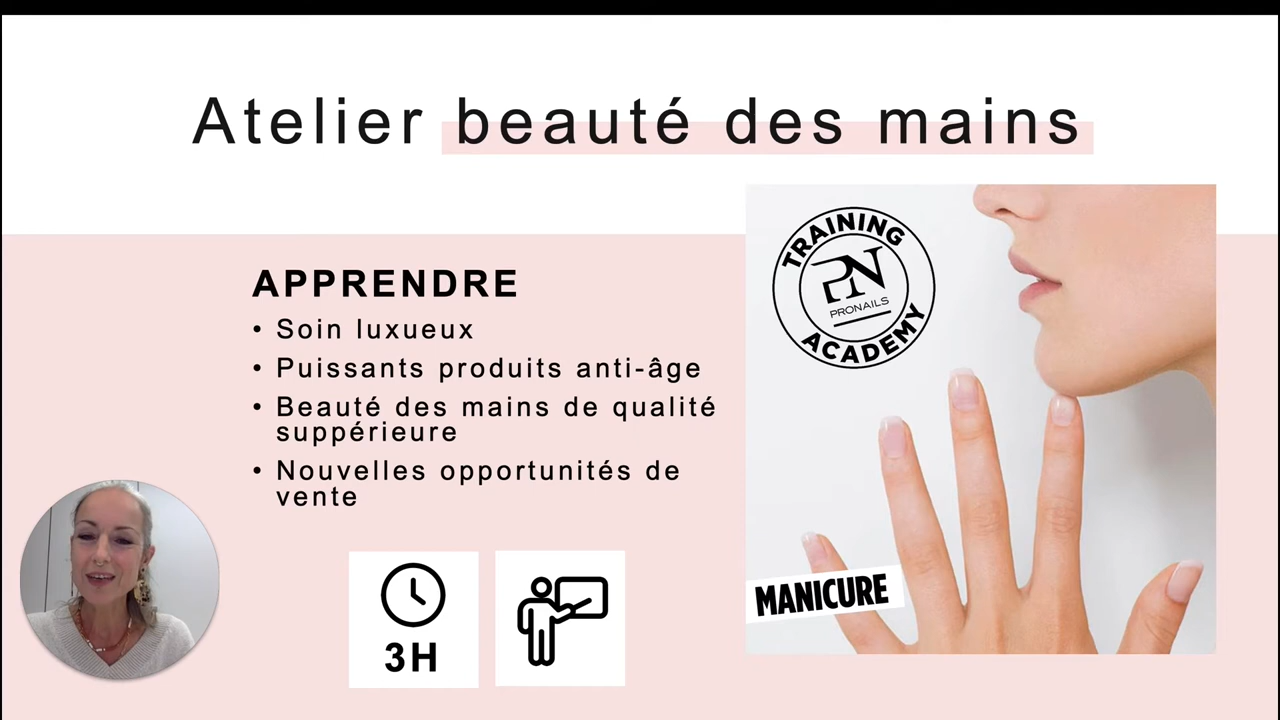 Atelier beauté des mains
APPRENDRE
• Soin luxueux
• Puissants produits anti-âge
• Beauté des mains de qualité
suppérieure
• Nouvelles opportunités de
vente
3H
TRAINING
PN
PRONAILS
ACADEMY
MANICURE